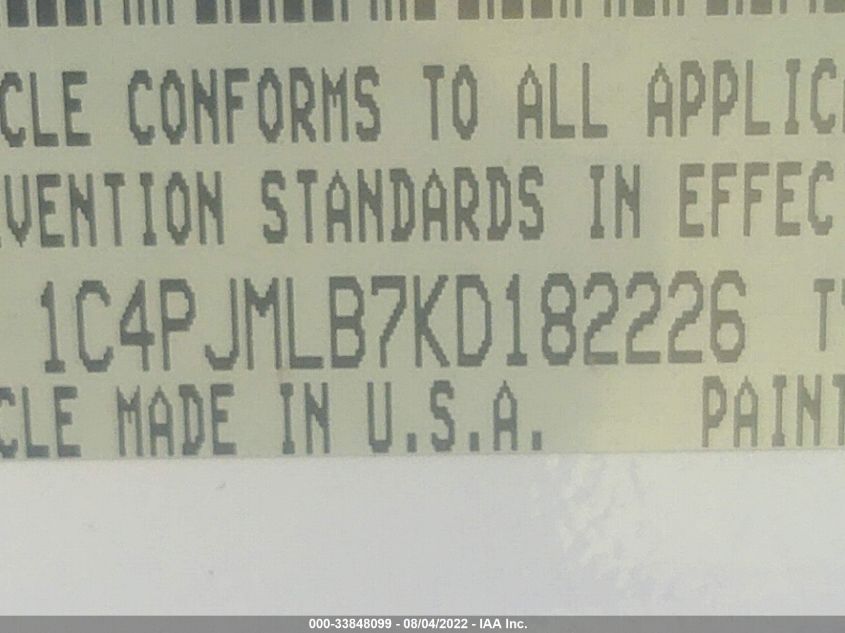 CLE CONFORMS TO ALL APPLIC
VENTION STANDARDS IN EFFEC
1C4PJMLB7KD182226 T
CLE MADE IN U.S.A. PAINT
000-33848099 - 08/04/2022 - IAA Inc.